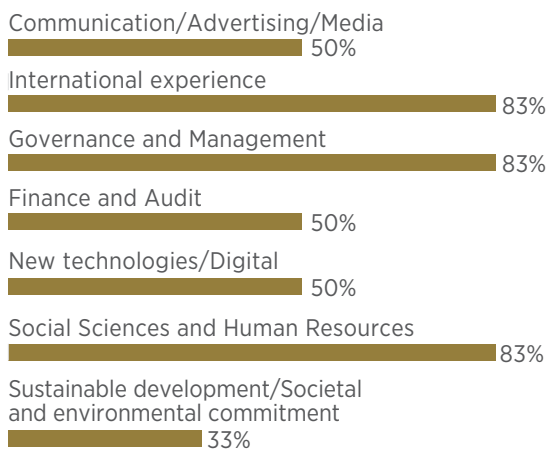 Communication/Advertising/Media
50%
International experience
83%
Governance and Management
83%
Finance and Audit
50%
New technologies/Digital
50%
Social Sciences and Human Resources
83%
Sustainable development/Societal
and environmental commitment
33%